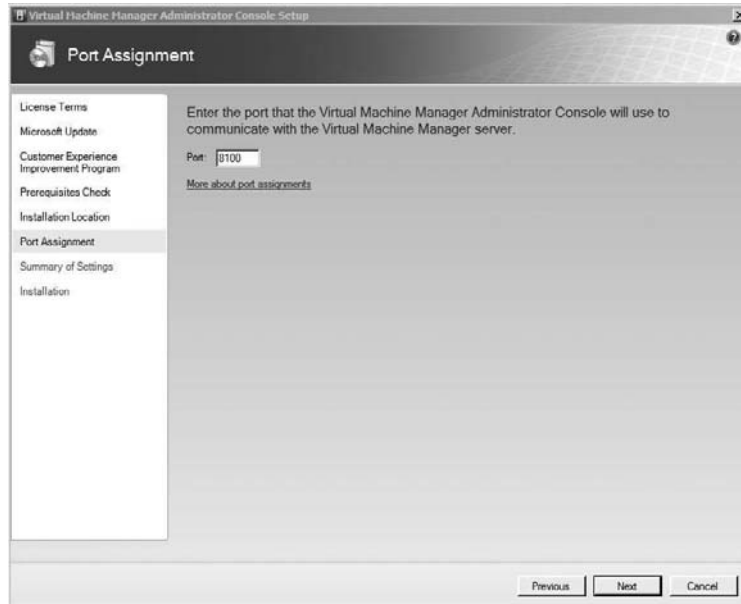 Virtual Machine Manager Administrator Console Setup
Port Assignment
License Terms
Microsoft Update
Customer Experience
Improvement Program
Prerequisites Check
Installation Location
Port Assignment
Summary of Settings
Installation
Enter the port that the Virtual Machine Manager Administrator Console will use to
communicate with the Virtual Machine Manager server.
Port: 8100
More about port assignments
Previous Next Cancel